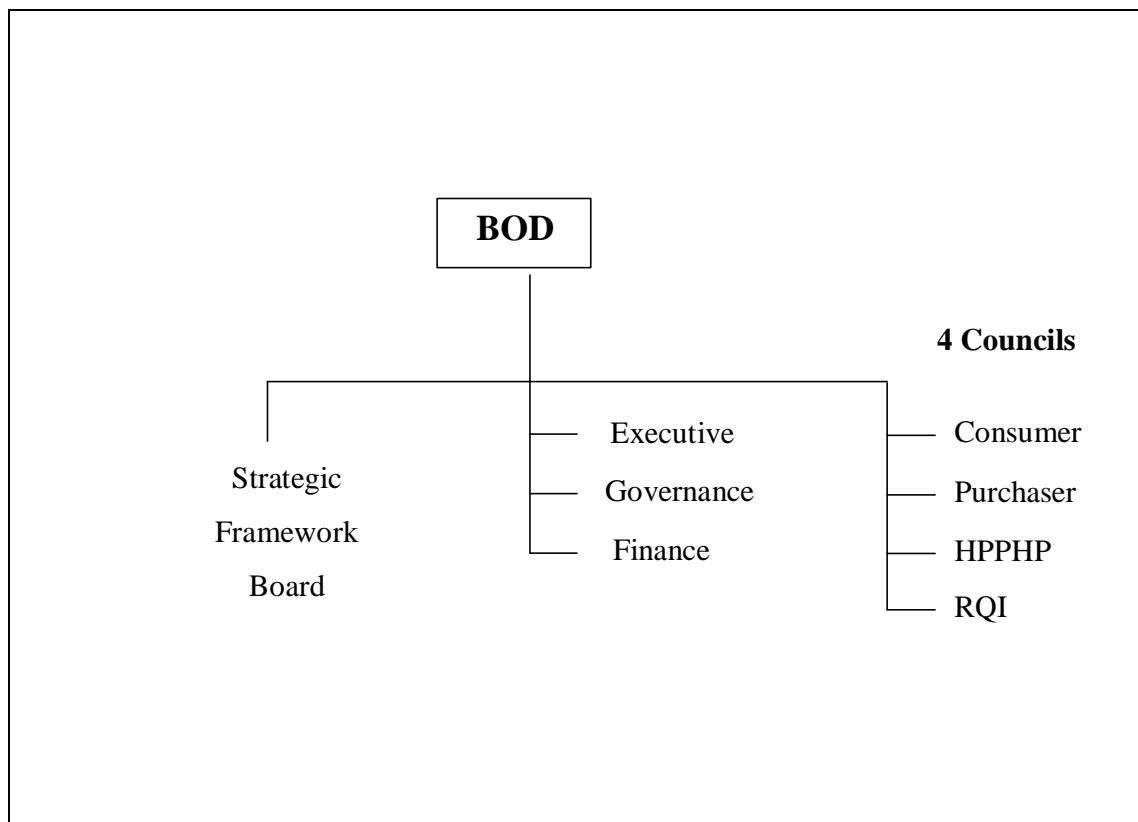 BOD
4 Councils
Strategic
Framework
Board
Executive
Governance
Finance
Consumer
Purchaser
HPPHP
RQI